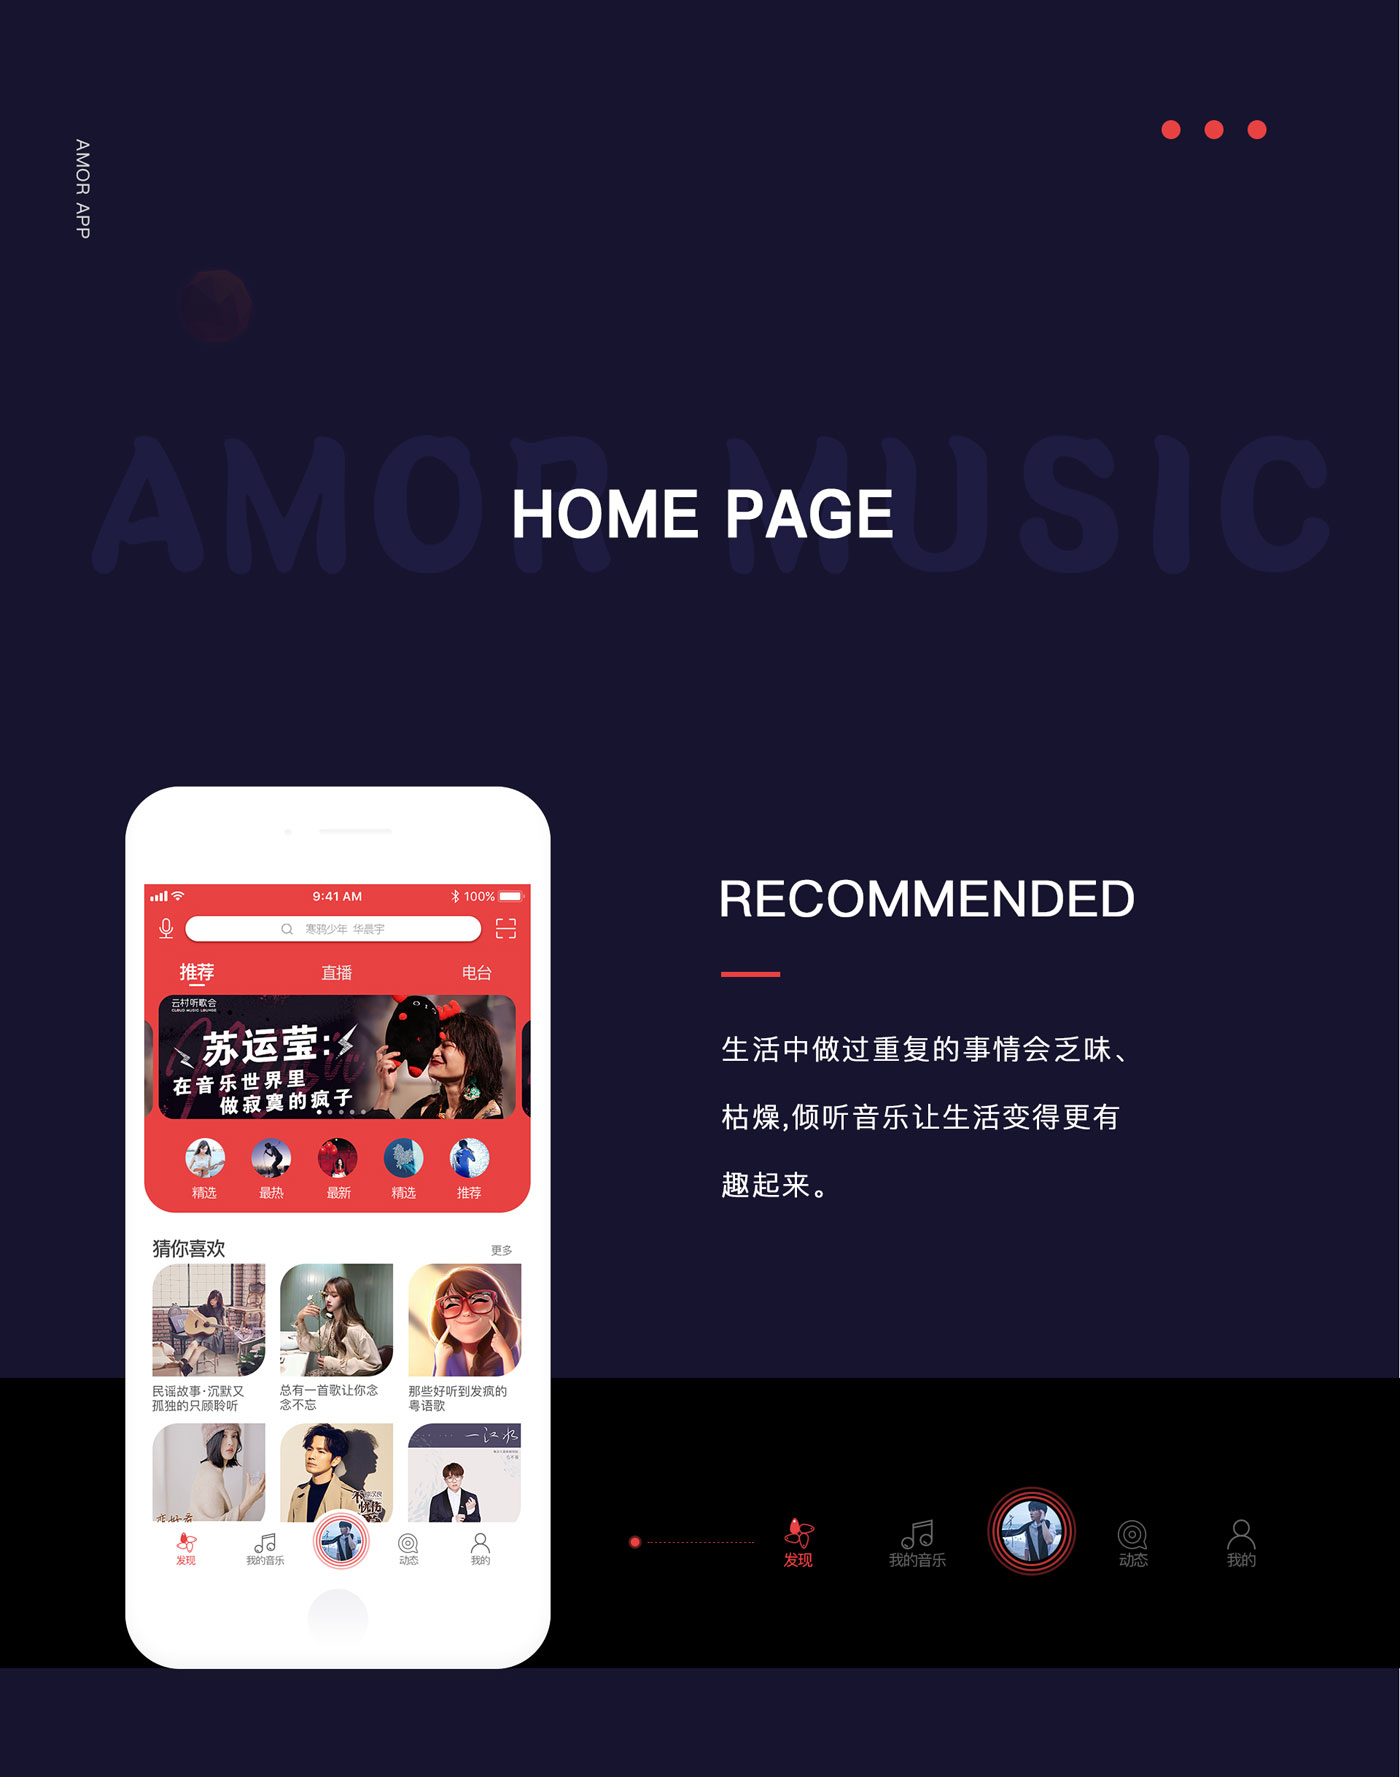 AMOR APP
AMOR MUSIC
HOME PAGE
9:41 AM
100%
寒鸦少年 华晨宇
推荐
直播
电台
云村听歌会
CLOUD MUSIC LOUNGE
苏运莹:
在音乐世界里
做寂寞的疯子
精选
最热
最新
精选
推荐
猜你喜欢
更多
民谣故事·沉默又
孤独的只顾聆听
总有一首歌让你念
念不忘
那些好听到发疯的
粤语歌
一江水
发现
我的音乐
动态
我的
RECOMMENDED
生活中做过重复的事情会乏味、
枯燥,倾听音乐让生活变得更有
趣起来。
发现
我的音乐
动态
我的